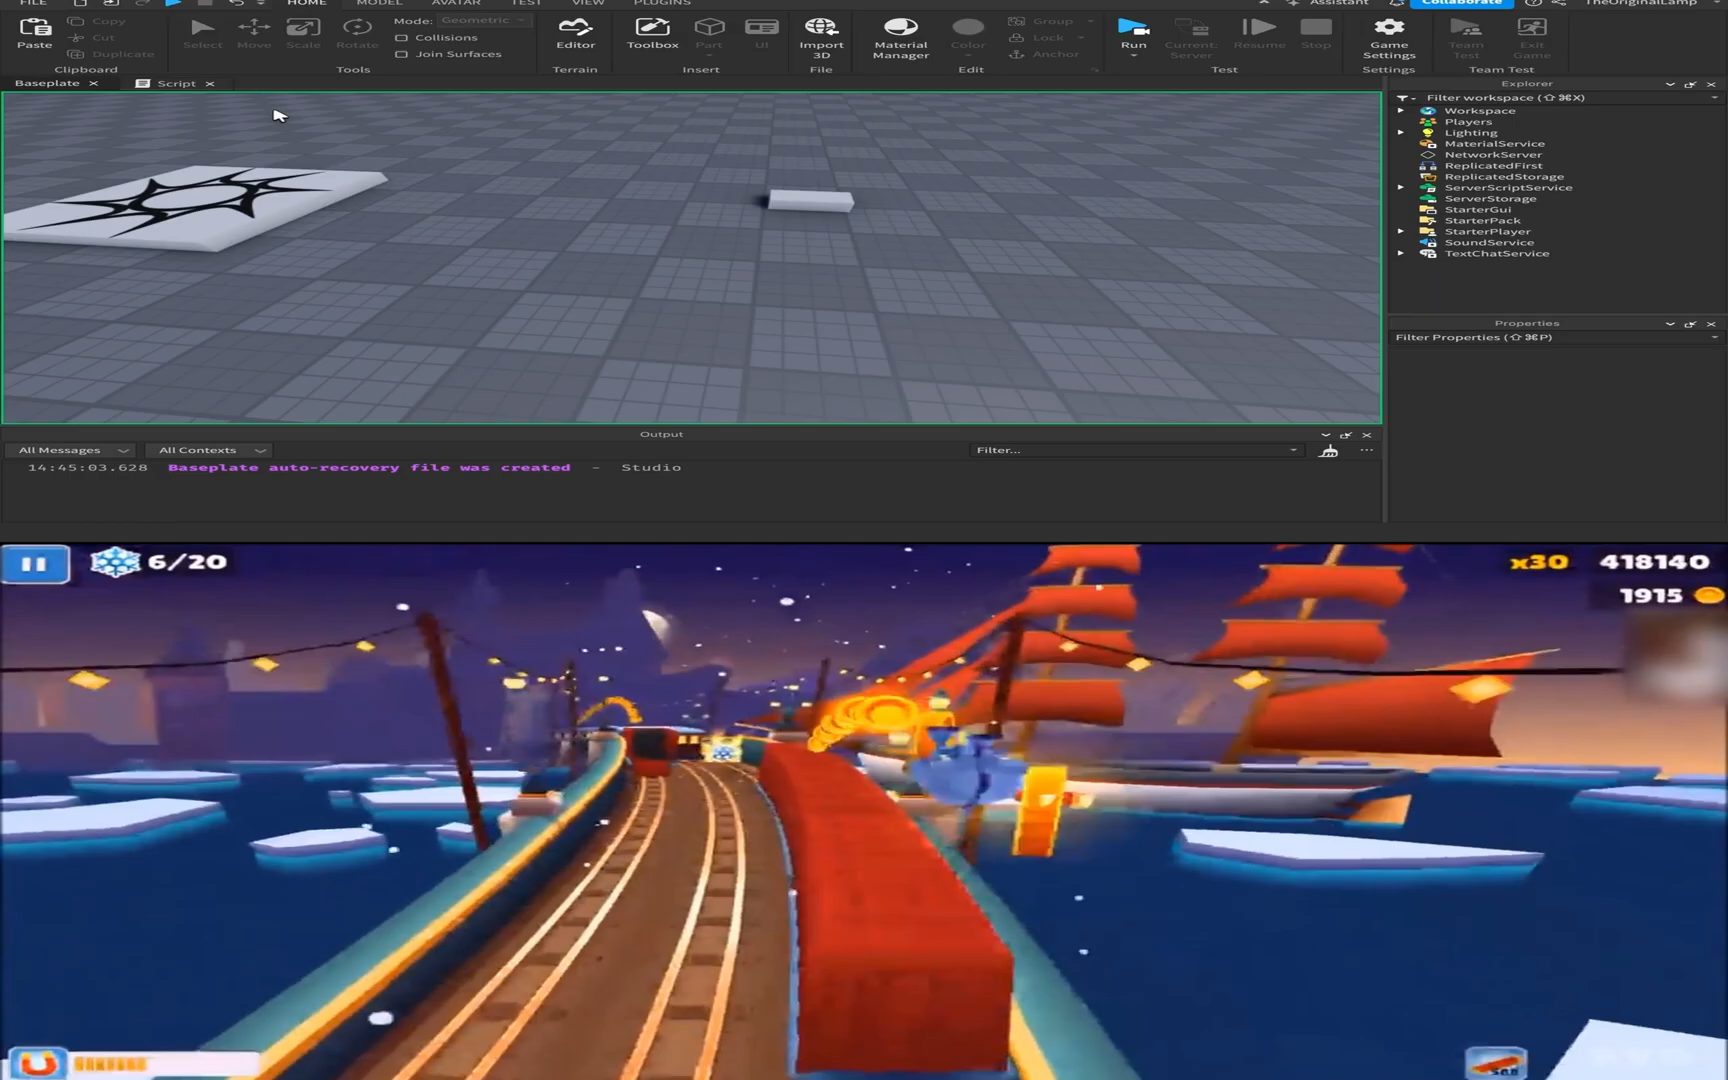 FILE HOME MODEL AVATAR TEST VIEW PLUGINS Assistant Collaborate TheOriginalLamp
Paste
Copy
Cut
Duplicate
Clipboard
Select
Move
Scale
Rotate
Mode: Geometric
Collisions
Join Surfaces
Tools
Editor
Terrain
Toolbox
Part
UI
Insert
Import
3D
File
Material
Manager
Color
Group
Lock
Anchor
Edit
Run
Current:
Server
Resume
Stop
Test
Game
Settings
Settings
Team
Test
Exit
Game
Team Test
Baseplate
Script
Explorer
Filter workspace (⇧⌘X)
Workspace
Players
Lighting
MaterialService
NetworkServer
ReplicatedFirst
ReplicatedStorage
ServerScriptService
ServerStorage
StarterGui
StarterPack
StarterPlayer
SoundService
TextChatService
Properties
Filter Properties (⇧⌘P)
Output
All Messages
All Contexts
Filter...
14:45:03.628 Baseplate auto-recovery file was created - Studio
6/20
x30 418140
1915